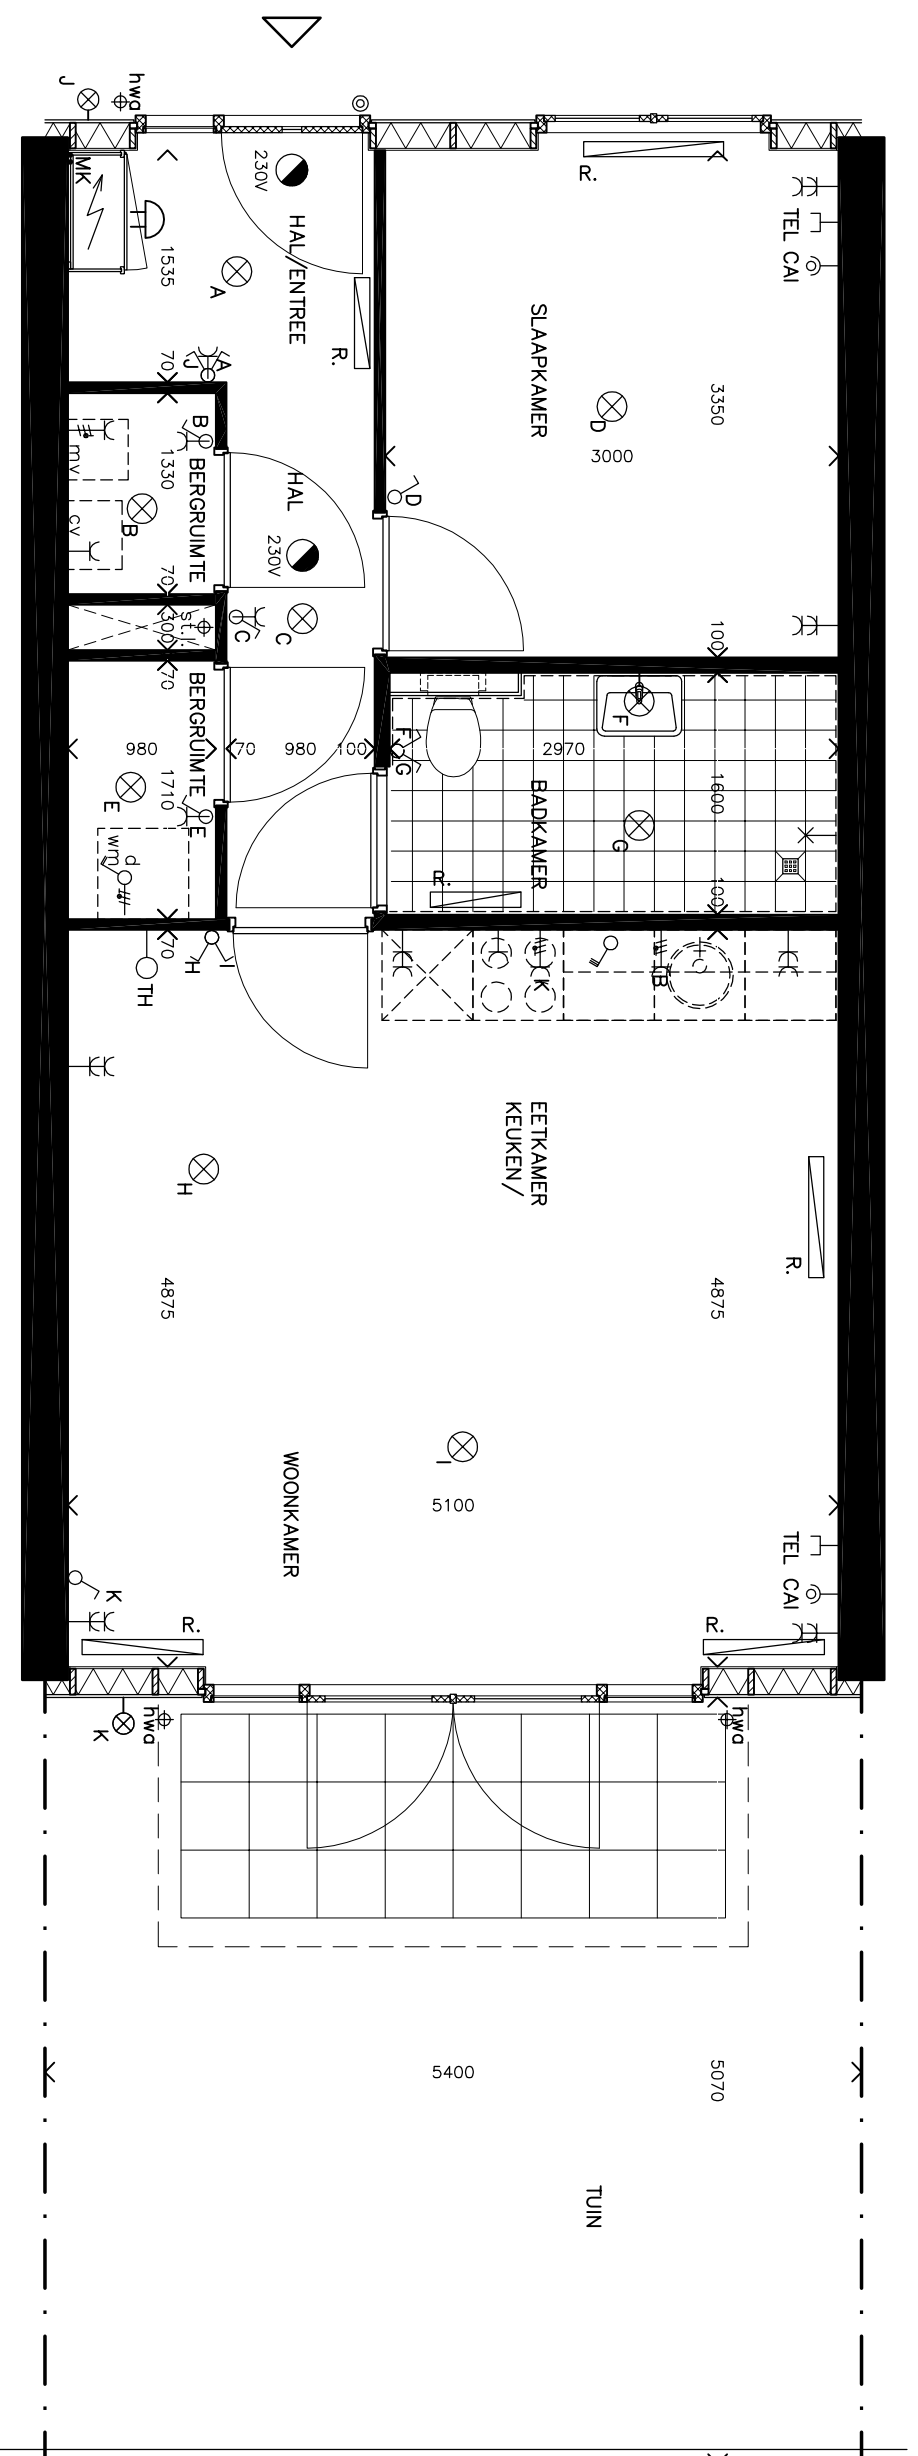 J
hwa
MK
230V
HAL/ENTREE
A
R.
1535
70
J
A
R.
TEL CAI
SLAAPKAMER
D
3350
3000
D
B
BERGRUIMTE
1330
mv
cv
B
70
HAL
230V
C
C
300
st.l.
100
70
BERGRUIMTE
980
70
980
100
1710
E
E
d
wm
70
F
G
F
2970
BADKAMER
1600
G
R.
100
H
I
TH
K
B
EETKAMER
KEUKEN/
H
R.
4875
4875
I
WOONKAMER
5100
TEL CAI
K
R.
R.
K
hwa
hwa
5400
5070
TUIN